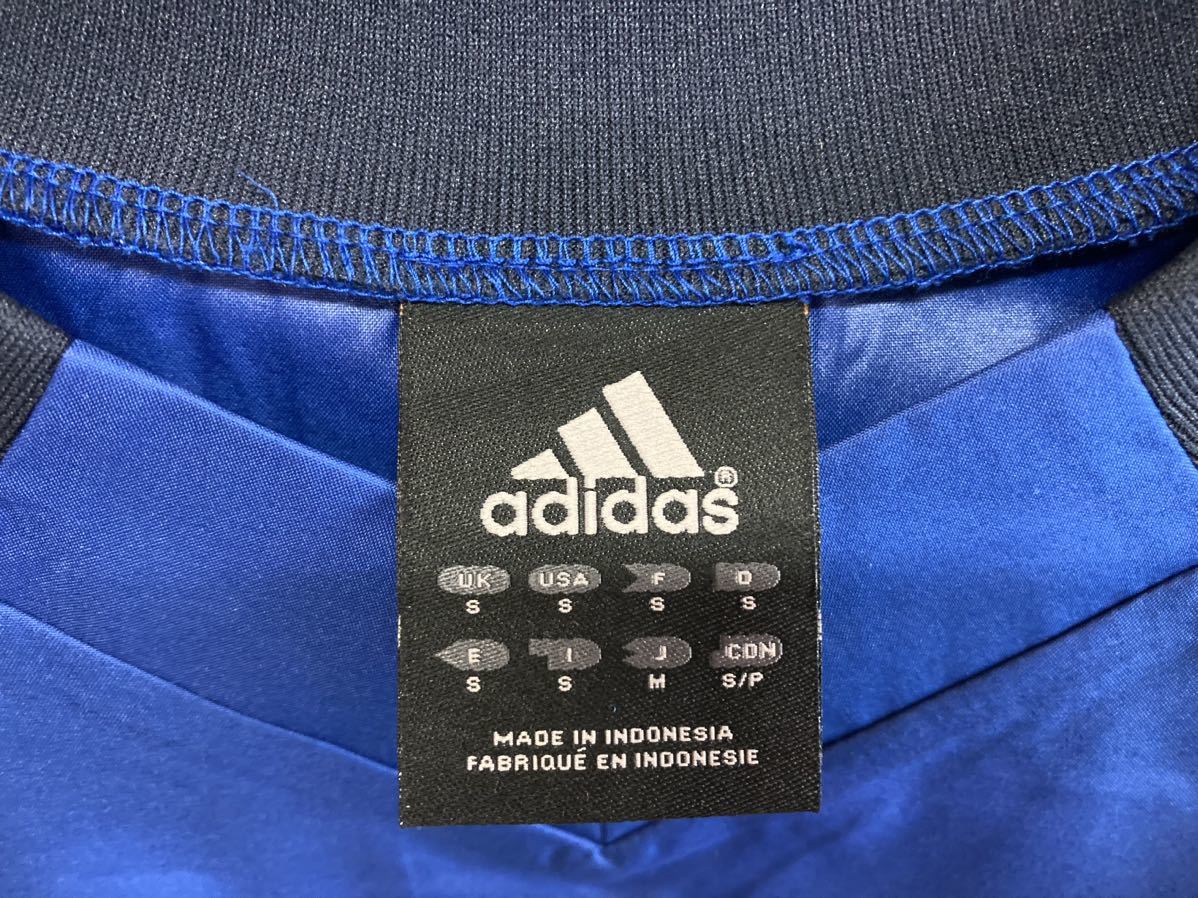 adidas®
UK USA F D
S S S S
E I J CDN
S S M S/P
MADE IN INDONESIA
FABRIQUÉ EN INDONESIE